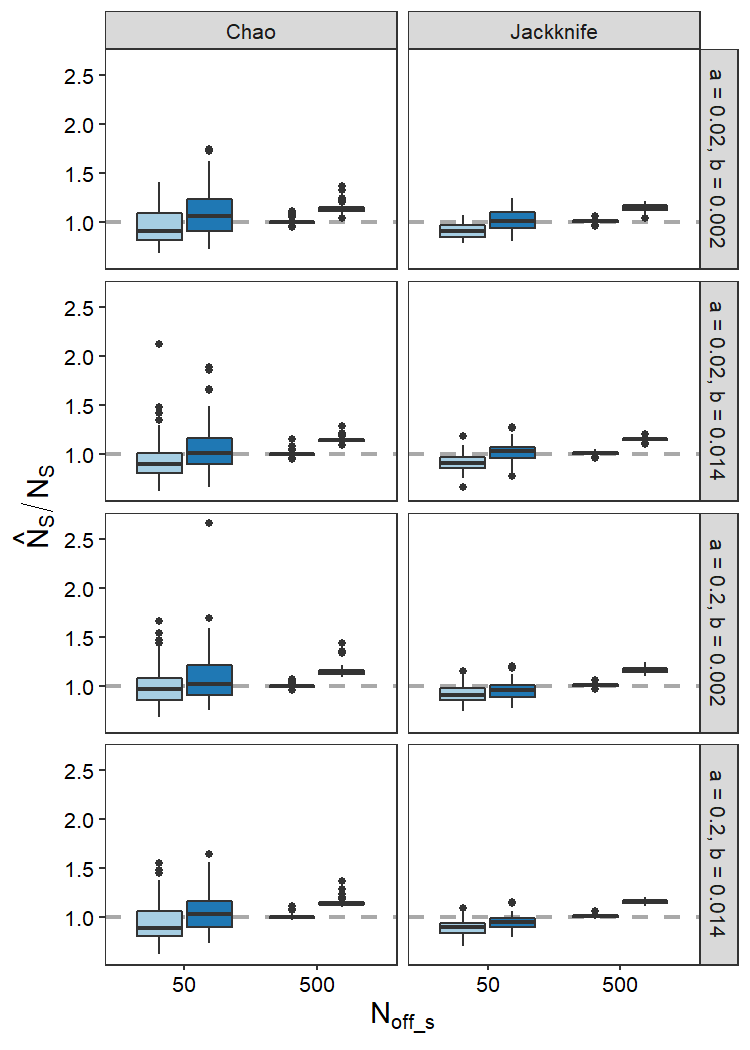 Chao
Jackknife
2.5
2.0
1.5
1.0
a = 0.02, b = 0.002
2.5
2.0
1.5
1.0
a = 0.02, b = 0.014
2.5
2.0
1.5
1.0
a = 0.2, b = 0.002
2.5
2.0
1.5
1.0
a = 0.2, b = 0.014
N̂S/NS
50
500
50
500
Noff_s